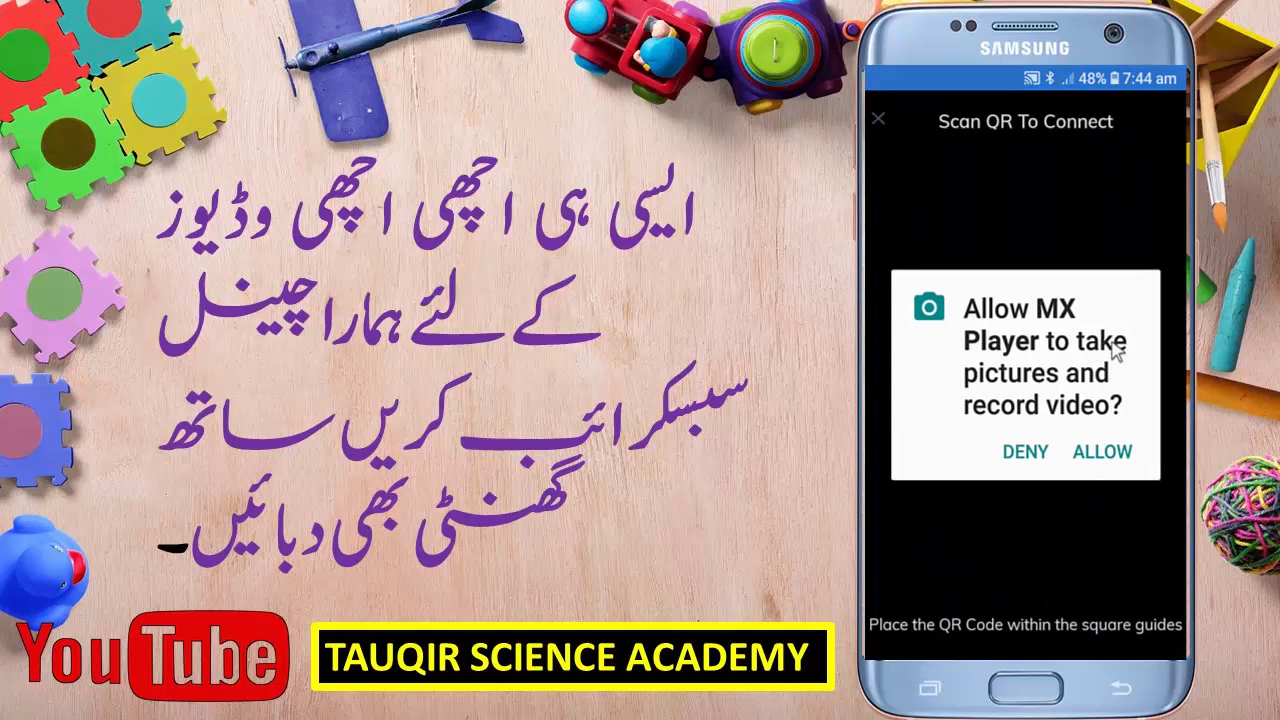 ایسی ہی اچھی اچھی وڈیوز
کے لئے ہمارا چینل
سبسکرائب کریں ساتھ
گھنٹی بھی دبائیں۔
YouTube
TAUQIR SCIENCE ACADEMY
SAMSUNG
48% 7:44 am
Scan QR To Connect
Allow MX
Player to take
pictures and
record video?
DENY ALLOW
Place the QR Code within the square guides